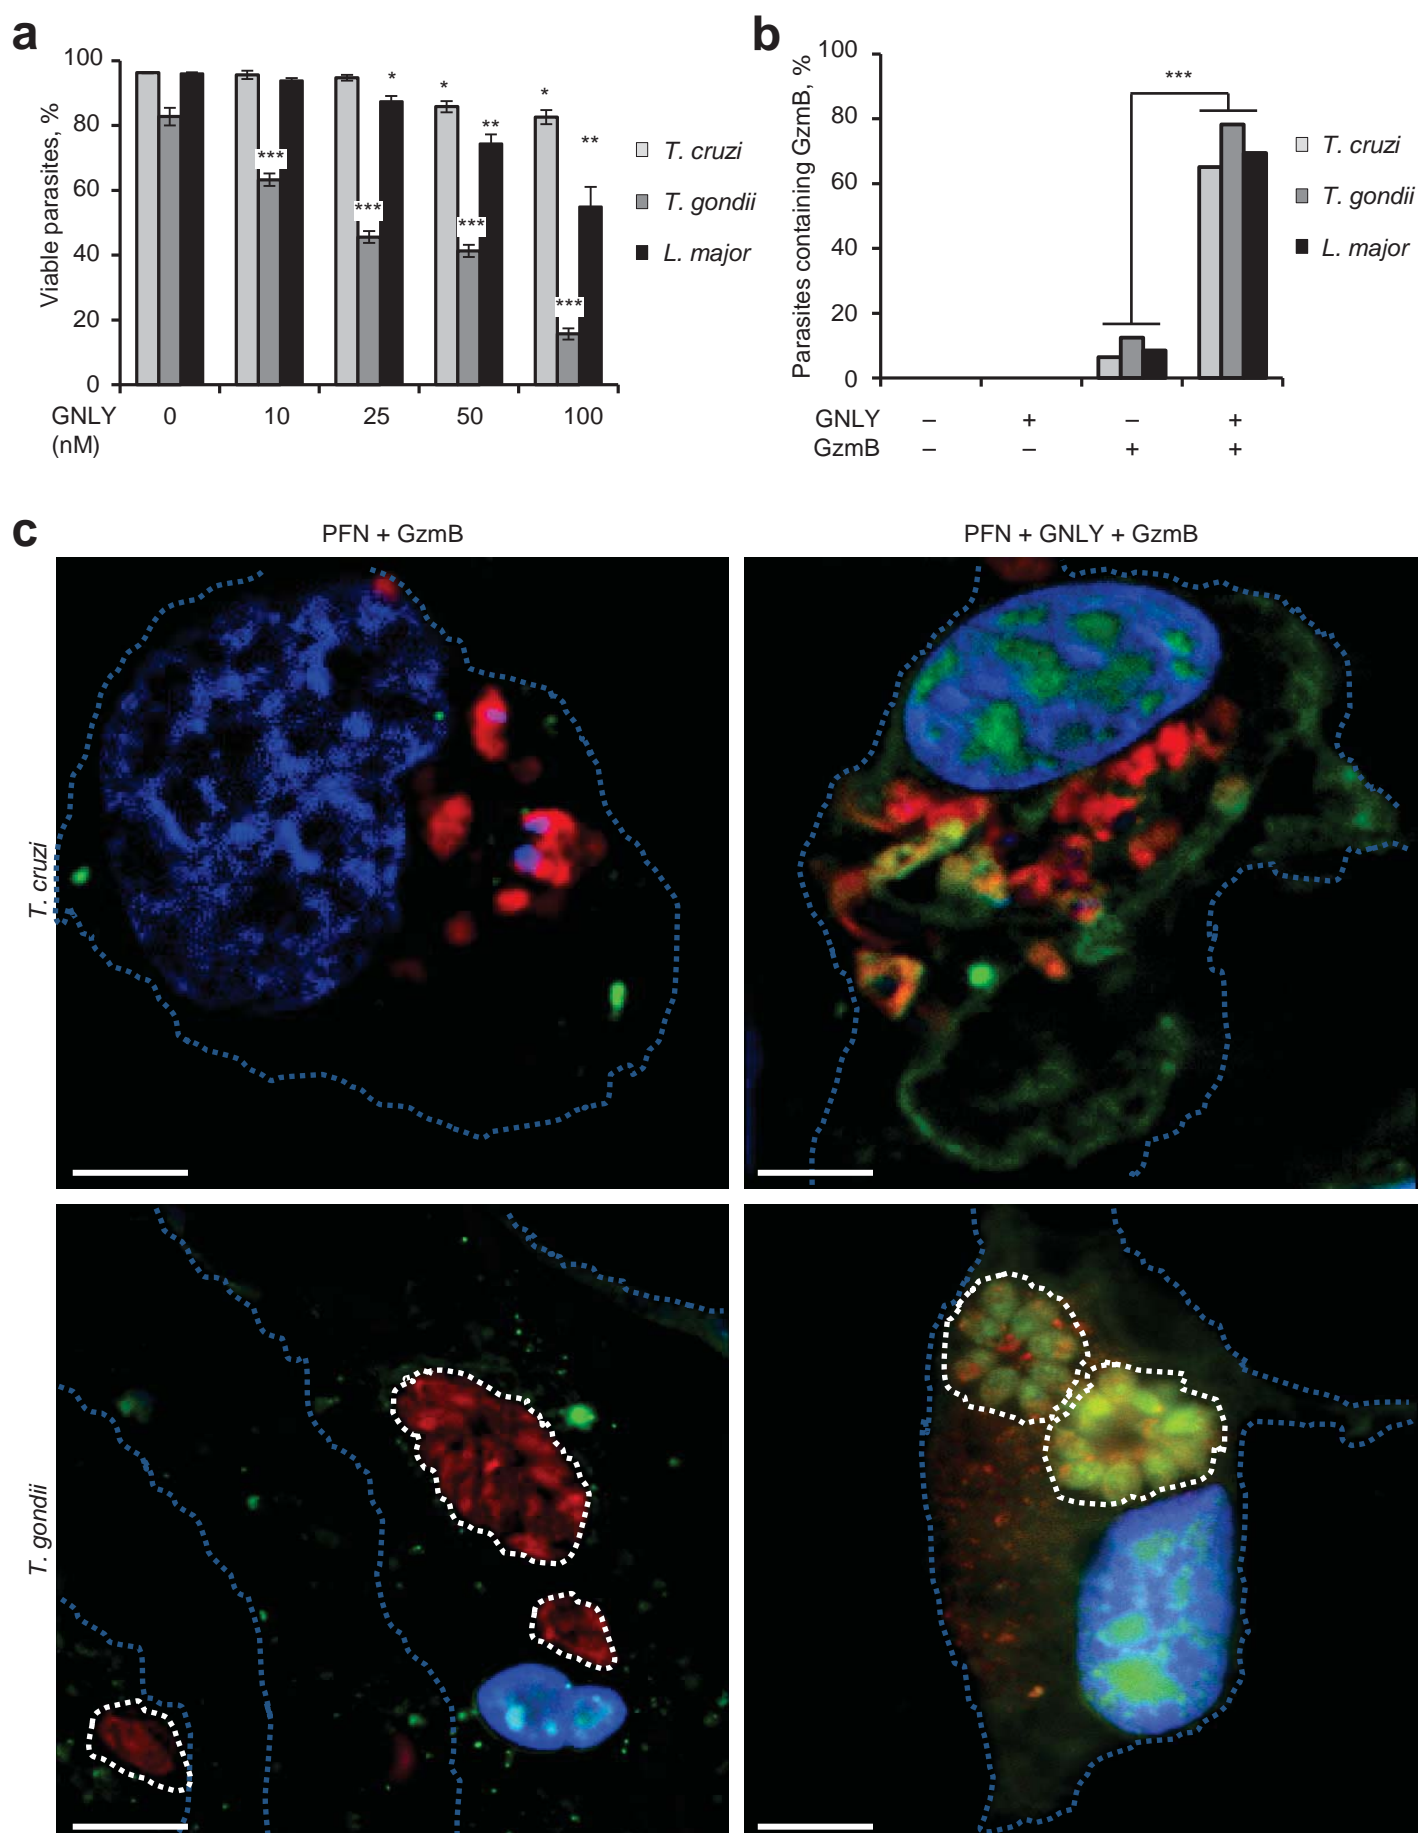 a
Viable parasites, %
100
80
60
40
20
0
* * *
*** *** ** **
***
***
T. cruzi
T. gondii
L. major
GNLY 0 10 25 50 100
(nM)
b
Parasites containing GzmB, %
100
80
60
40
20
0
***
T. cruzi
T. gondii
L. major
GNLY – + – +
GzmB – – + +
c
PFN + GzmB PFN + GNLY + GzmB
T. cruzi
T. gondii